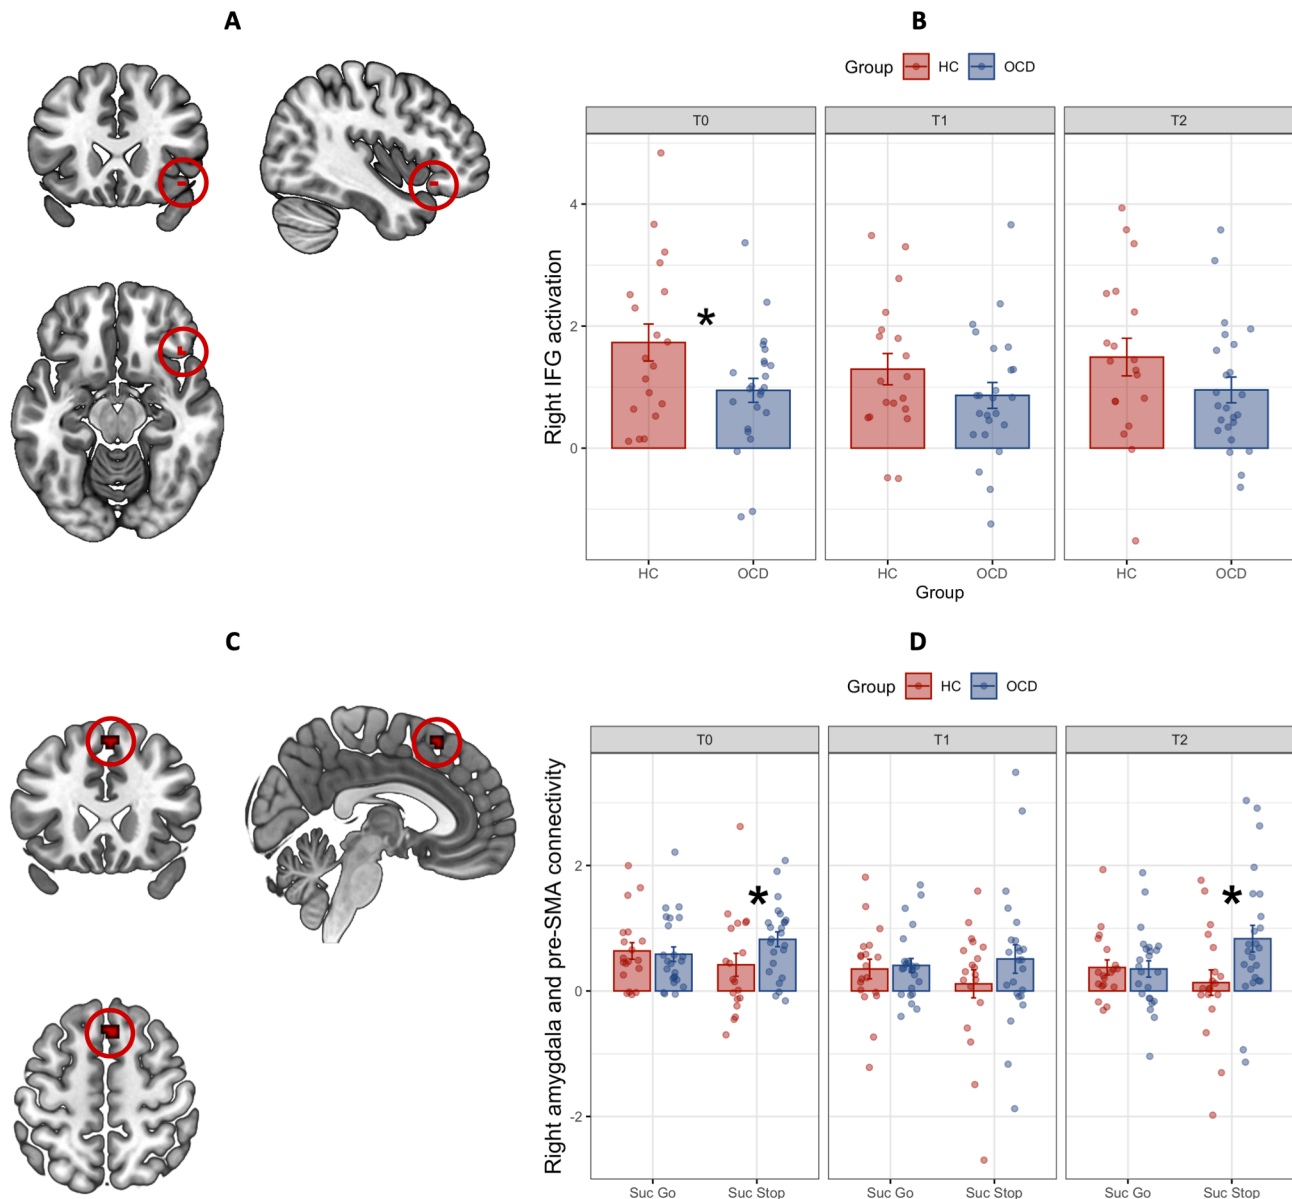 A
B
Group HC OCD
T0 T1 T2
Right IFG activation
4
2
0
*
HC OCD HC OCD HC OCD
Group
C
D
Group HC OCD
T0 T1 T2
Right amygdala and pre-SMA connectivity
2
0
-2
* *
Suc Go Suc Stop Suc Go Suc Stop Suc Go Suc Stop